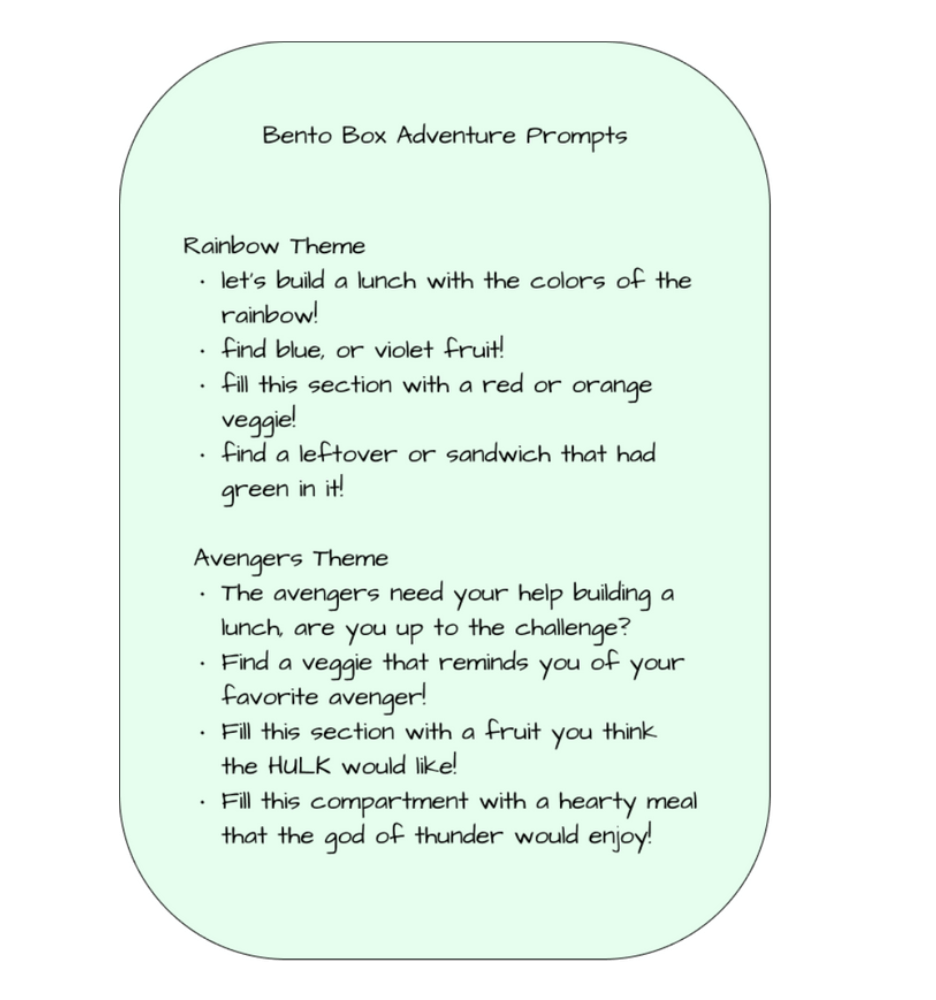 Bento Box Adventure Prompts
Rainbow Theme
• let's build a lunch with the colors of the
rainbow!
• find blue, or violet fruit!
• fill this section with a red or orange
veggie!
• find a leftover or sandwich that had
green in it!
Avengers Theme
• The avengers need your help building a
lunch, are you up to the challenge?
• Find a veggie that reminds you of your
favorite avenger!
• Fill this section with a fruit you think
the HULK would like!
• Fill this compartment with a hearty meal
that the god of thunder would enjoy!